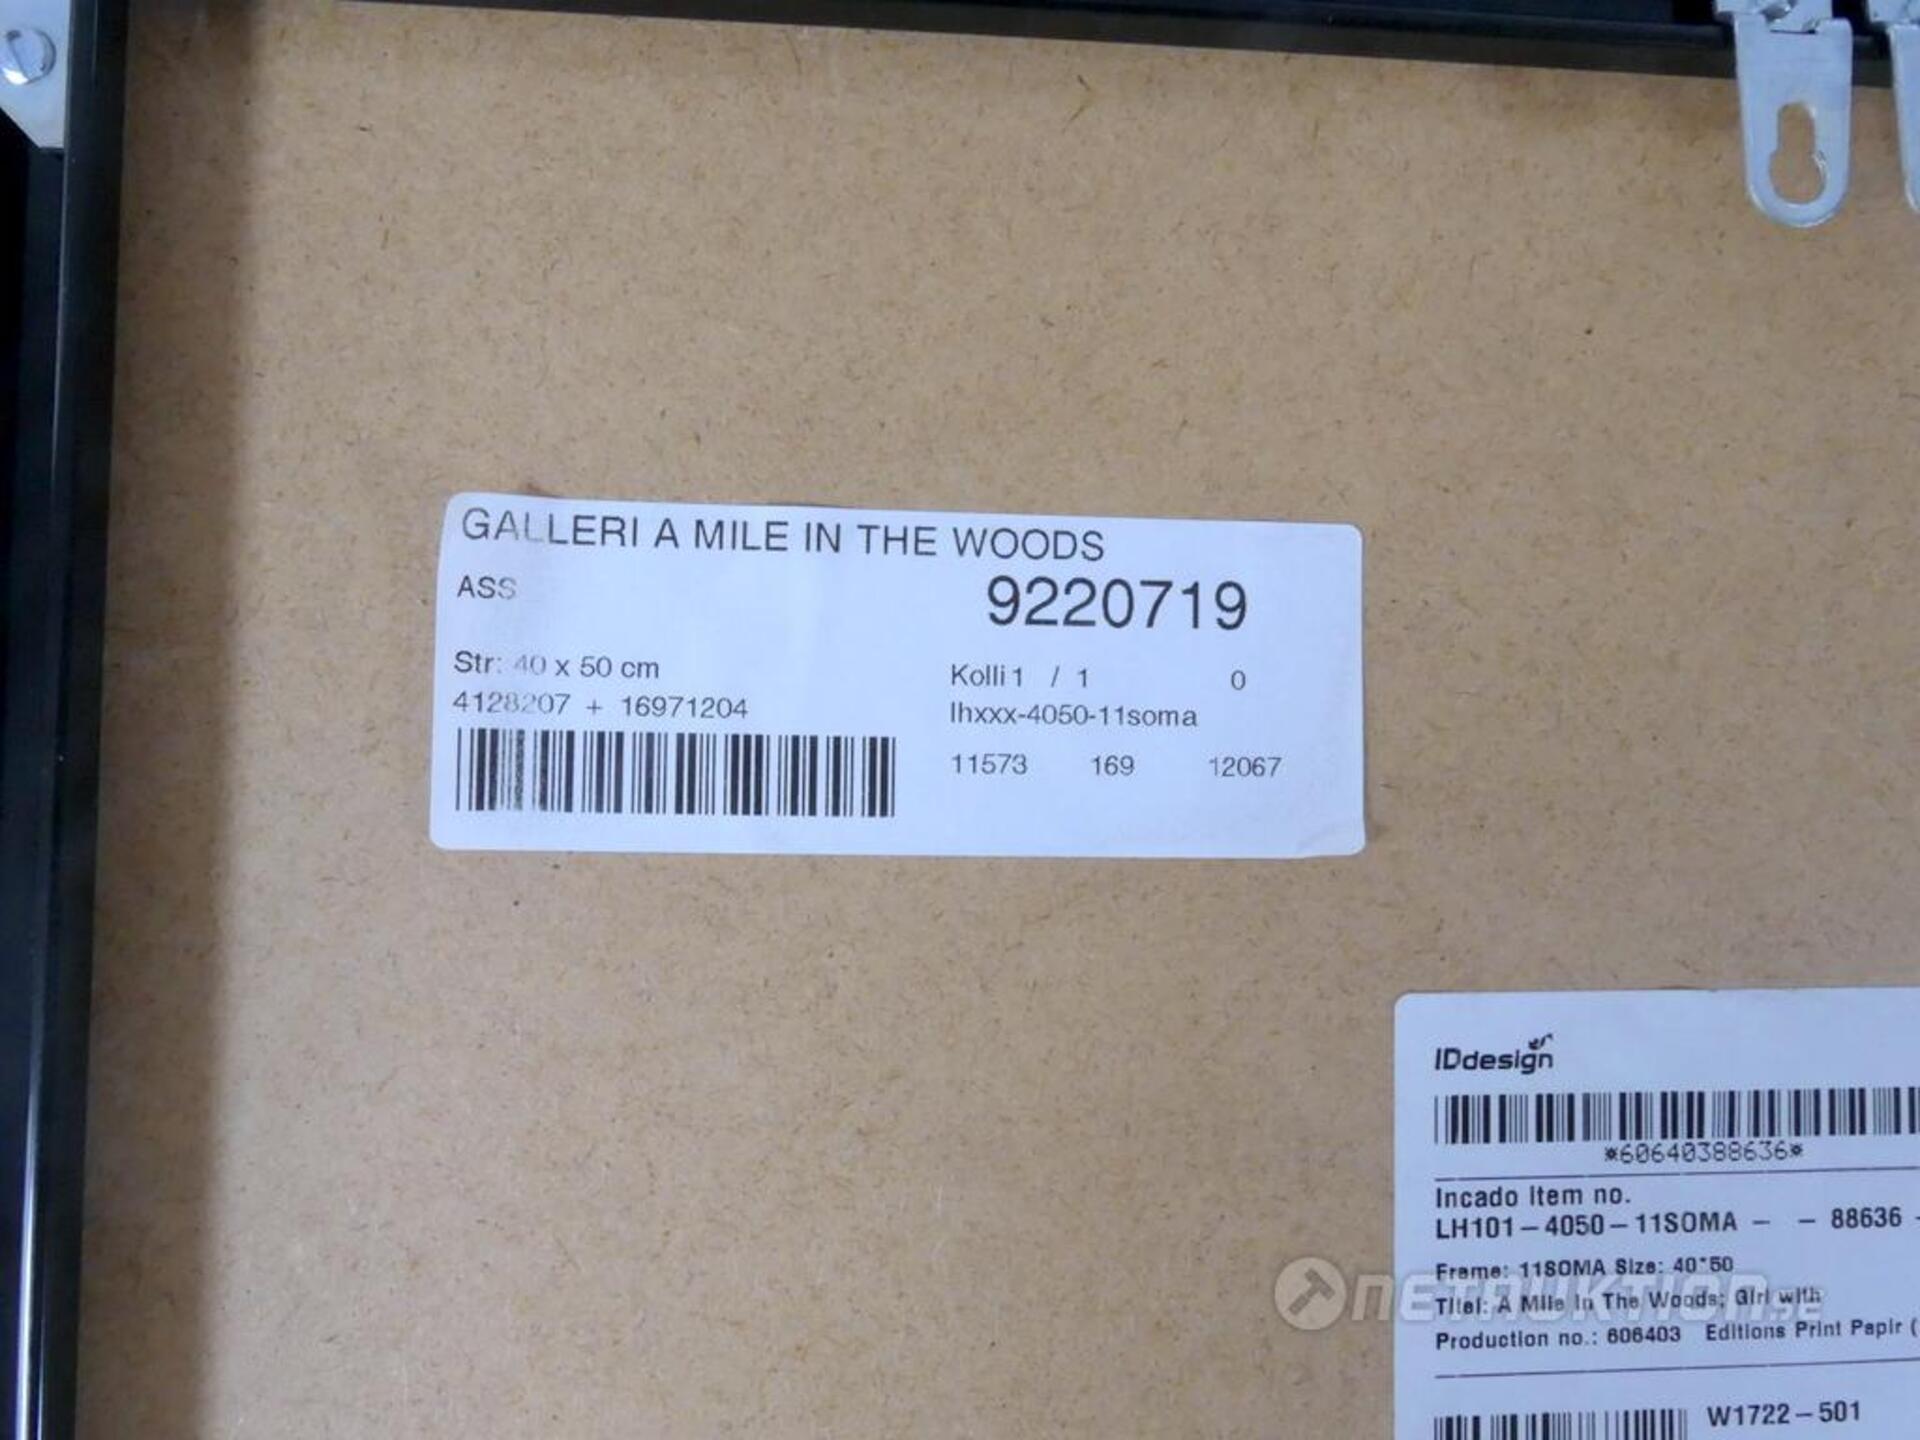 GALLERI A MILE IN THE WOODS
ASS
9220719
Str: 40 x 50 cm
Kolli 1 / 1 0
4128207 + 16971204
lhxxx-4050-11soma
11573 169 12067
IDdesign
*60640388636*
Incado Item no.
LH101-4050-11SOMA - - 88636 -
Frame: 11SOMA Size: 40*50
Titel: A Mile In The Woods; Girl with
Production no.: 606403 Editions Print Papir (
W1722-501
NETRUKTION.SE